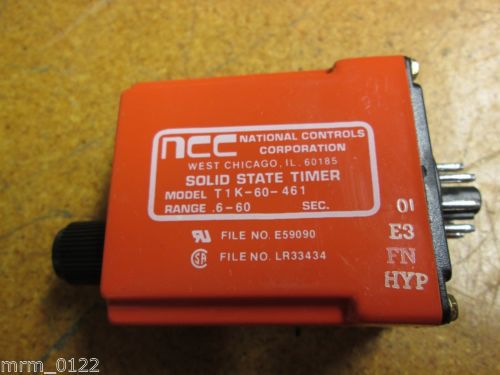 ncc NATIONAL CONTROLS
CORPORATION
WEST CHICAGO, IL. 60185
SOLID STATE TIMER
MODEL T1K-60-461
RANGE .6-60 SEC.
FILE NO. E59090
FILE NO. LR33434
01
E3
FN
HYP
mrm_0122